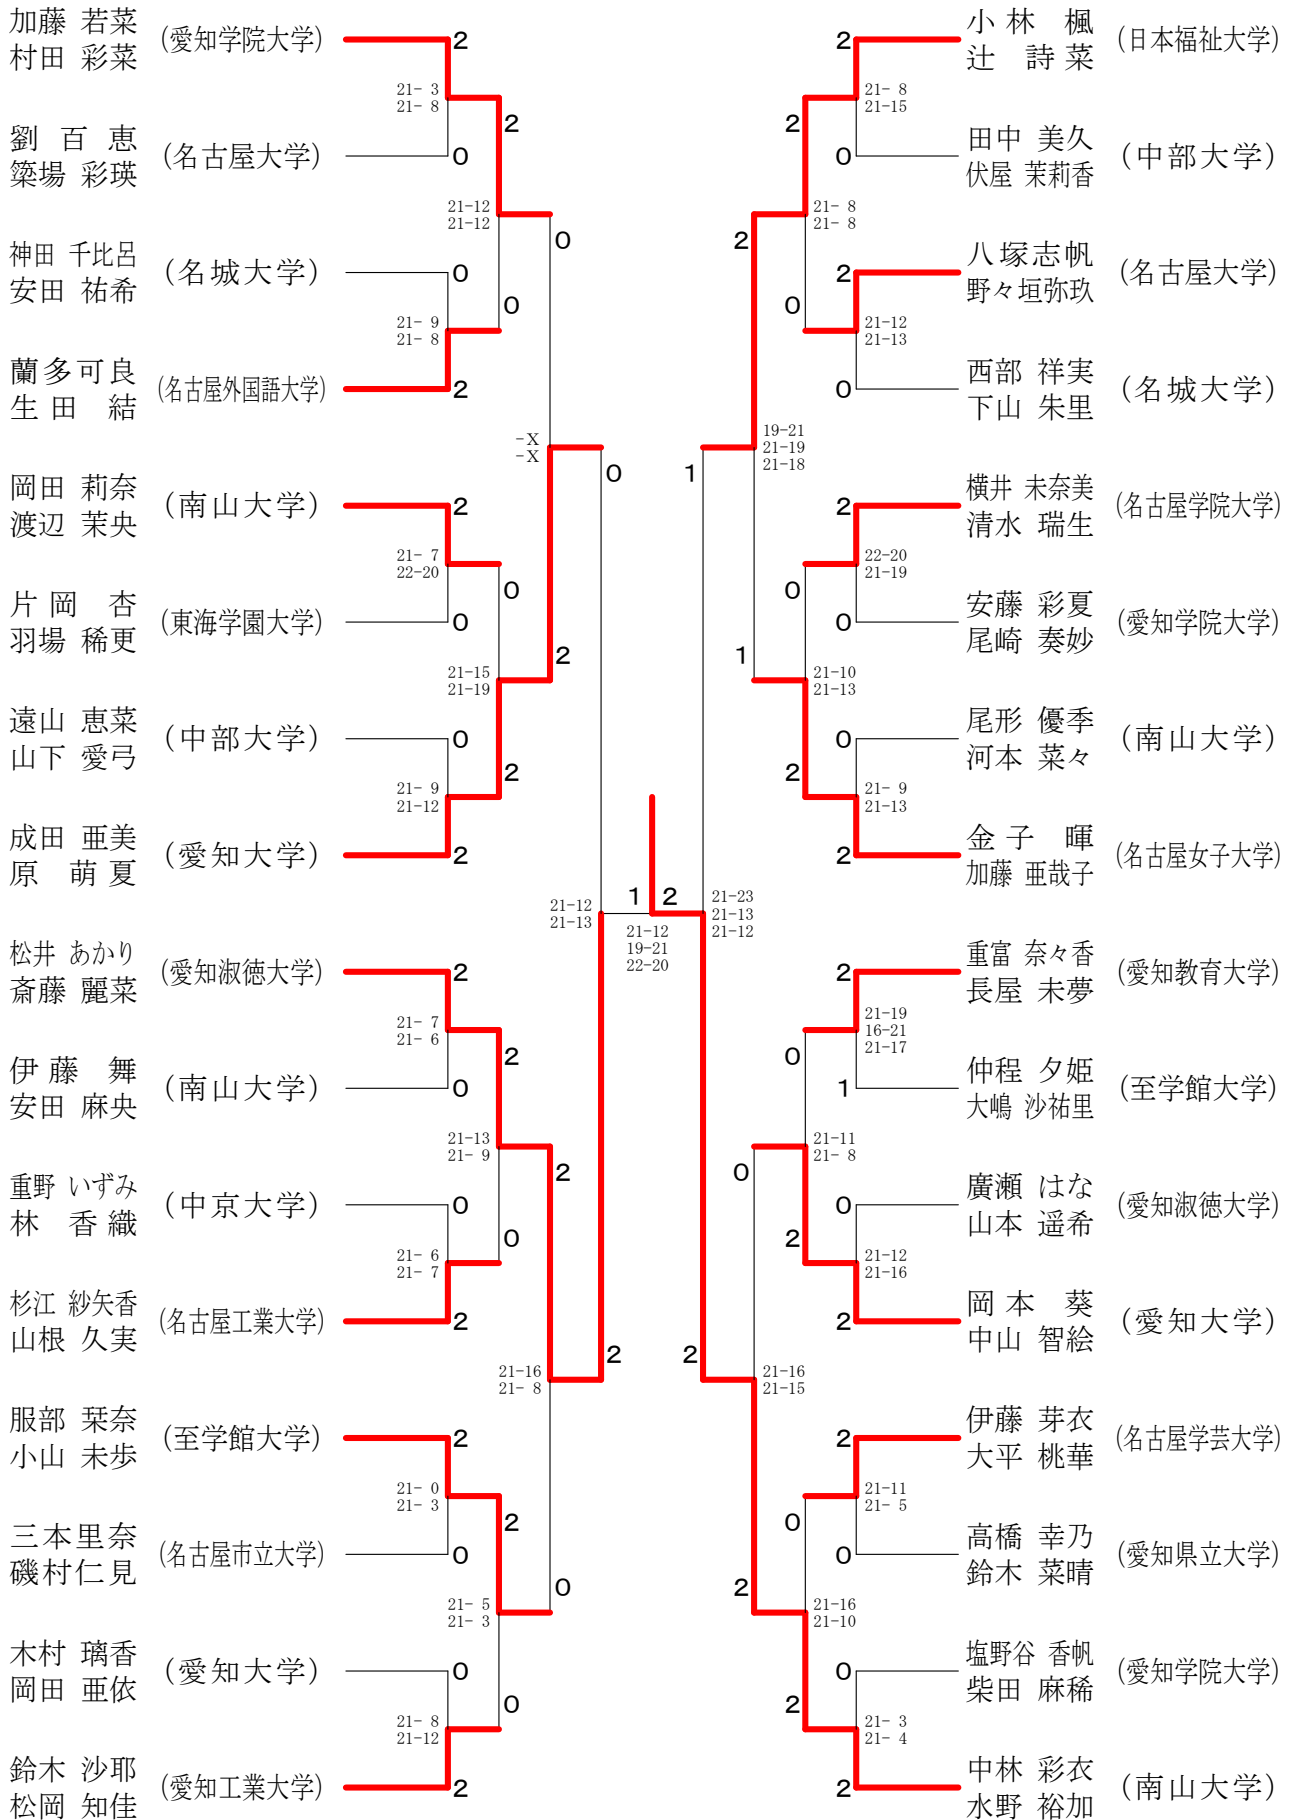 加藤 若菜
村田 彩菜
(愛知学院大学)
2
21- 3
21- 8
2
劉 百 恵
簗場 彩瑛
(名古屋大学)
0
21-12
21-12
0
神田 千比呂
安田 祐希
(名城大学)
0
21- 9
21- 8
0
蘭多可良
生 田 結
(名古屋外国語大学)
2
-X
-X
0
岡田 莉奈
渡辺 茉央
(南山大学)
2
21- 7
22-20
0
片 岡 杏
羽場 稀更
(東海学園大学)
0
21-15
21-19
2
遠山 恵菜
山下 愛弓
(中部大学)
0
21- 9
21-12
2
成田 亜美
原 萌 夏
(愛知大学)
2
21-12
21-13
松井 あかり
斎藤 麗菜
(愛知淑徳大学)
2
21- 7
21- 6
2
伊 藤 舞
安田 麻央
(南山大学)
0
21-13
21- 9
2
重野 いずみ
林 香 織
(中京大学)
0
21- 6
21- 7
0
杉江 紗矢香
山根 久実
(名古屋工業大学)
2
21-16
21- 8
2
服部 栞奈
小山 未歩
(至学館大学)
2
21- 0
21- 3
2
三本里奈
磯村仁見
(名古屋市立大学)
0
21- 5
21- 3
0
木村 璃香
岡田 亜依
(愛知大学)
0
21- 8
21-12
0
鈴木 沙耶
松岡 知佳
(愛知工業大学)
2
1 2
21-12
19-21
22-20
小 林 楓
辻 詩 菜
(日本福祉大学)
2
21- 8
21-15
2
田中 美久
伏屋 茉莉香
(中部大学)
0
21- 8
21- 8
2
八塚志帆
野々垣弥玖
(名古屋大学)
2
21-12
21-13
0
西部 祥実
下山 朱里
(名城大学)
0
19-21
21-19
21-18
1
横井 未奈美
清水 瑞生
(名古屋学院大学)
2
22-20
21-19
0
安藤 彩夏
尾崎 奏妙
(愛知学院大学)
0
21-10
21-13
1
尾形 優季
河本 菜々
(南山大学)
0
21- 9
21-13
2
金 子 暉
加藤 亜哉子
(名古屋女子大学)
2
21-23
21-13
21-12
重富 奈々香
長屋 未夢
(愛知教育大学)
2
21-19
16-21
21-17
0
仲程 夕姫
大嶋 沙祐里
(至学館大学)
1
21-11
21- 8
0
廣瀬 はな
山本 遥希
(愛知淑徳大学)
0
21-12
21-16
2
岡 本 葵
中山 智絵
(愛知大学)
2
21-16
21-15
2
伊藤 芽衣
大平 桃華
(名古屋学芸大学)
2
21-11
21- 5
0
高橋 幸乃
鈴木 菜晴
(愛知県立大学)
0
21-16
21-10
2
塩野谷 香帆
柴田 麻稀
(愛知学院大学)
0
21- 3
21- 4
2
中林 彩衣
水野 裕加
(南山大学)
2